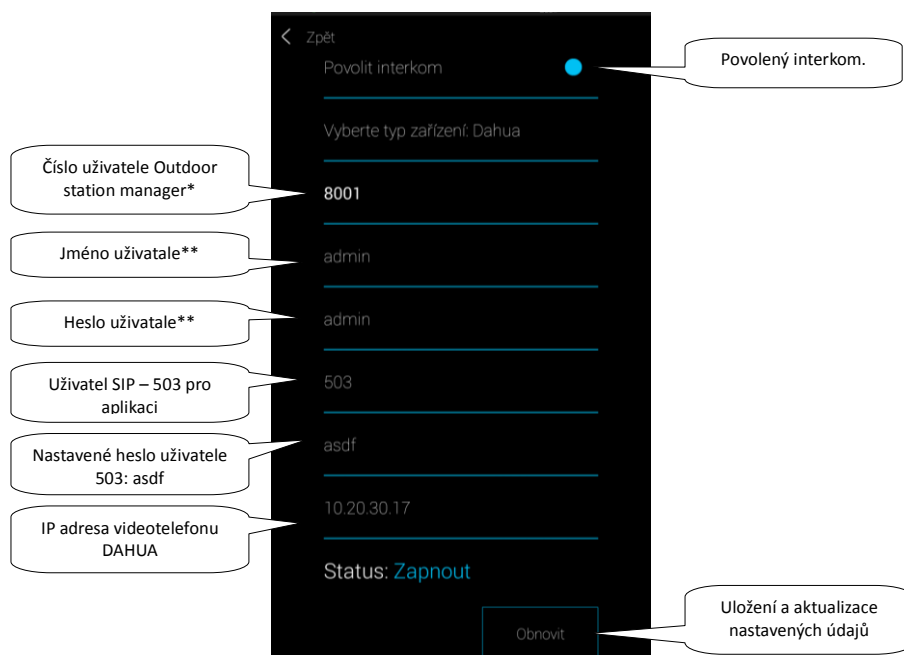 Zpět
Povolit interkom
Povolený interkom.
Vyberte typ zařízení: Dahua
Číslo uživatele Outdoor
station manager*
8001
Jméno uživatale**
admin
Heslo uživatale**
admin
Uživatel SIP – 503 pro
aplikaci
503
Nastavené heslo uživatele
503: asdf
asdf
IP adresa videotelefonu
DAHUA
10.20.30.17
Status: Zapnout
Obnovit
Uložení a aktualizace
nastavených údajů